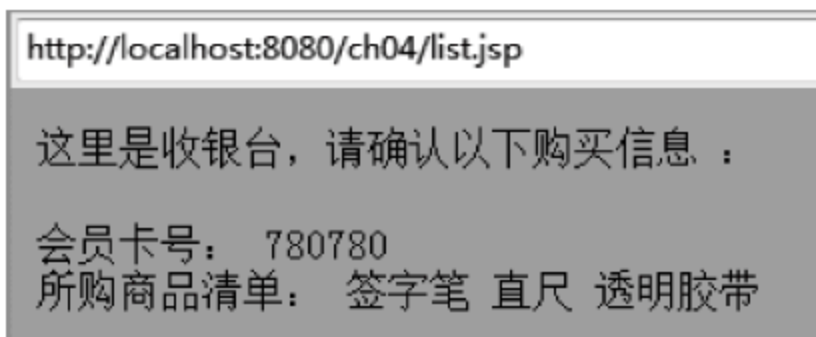 http://localhost:8080/ch04/list.jsp
这里是收银台，请确认以下购买信息 ：
会员卡号： 780780
所购商品清单： 签字笔 直尺 透明胶带